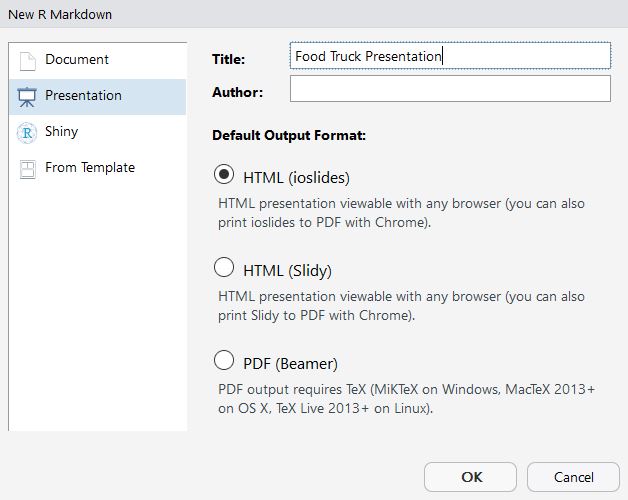 New R Markdown
Document
Presentation
R Shiny
From Template
Title: Food Truck Presentation
Author:
Default Output Format:
HTML (ioslides)
HTML presentation viewable with any browser (you can also
print ioslides to PDF with Chrome).
HTML (Slidy)
HTML presentation viewable with any browser (you can also
print Slidy to PDF with Chrome).
PDF (Beamer)
PDF output requires TeX (MiKTeX on Windows, MacTeX 2013+
on OS X, TeX Live 2013+ on Linux).
OK Cancel